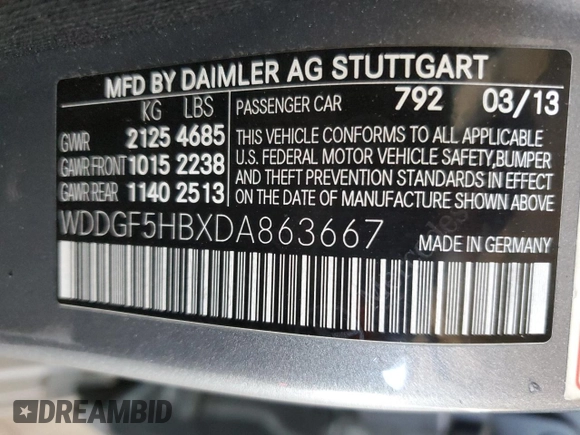 MFD BY DAIMLER AG STUTTGART
KG LBS
GVWR 2125 4685
GAWR FRONT 1015 2238
GAWR REAR 1140 2513
PASSENGER CAR 792 03/13
THIS VEHICLE CONFORMS TO ALL APPLICABLE
U.S. FEDERAL MOTOR VEHICLE SAFETY, BUMPER
AND THEFT PREVENTION STANDARDS IN EFFECT
ON THE DATE OF MANUFACTURE SHOWN ABOVE
WDDGF5HBXDA863667
MADE IN GERMANY
DREAMBID